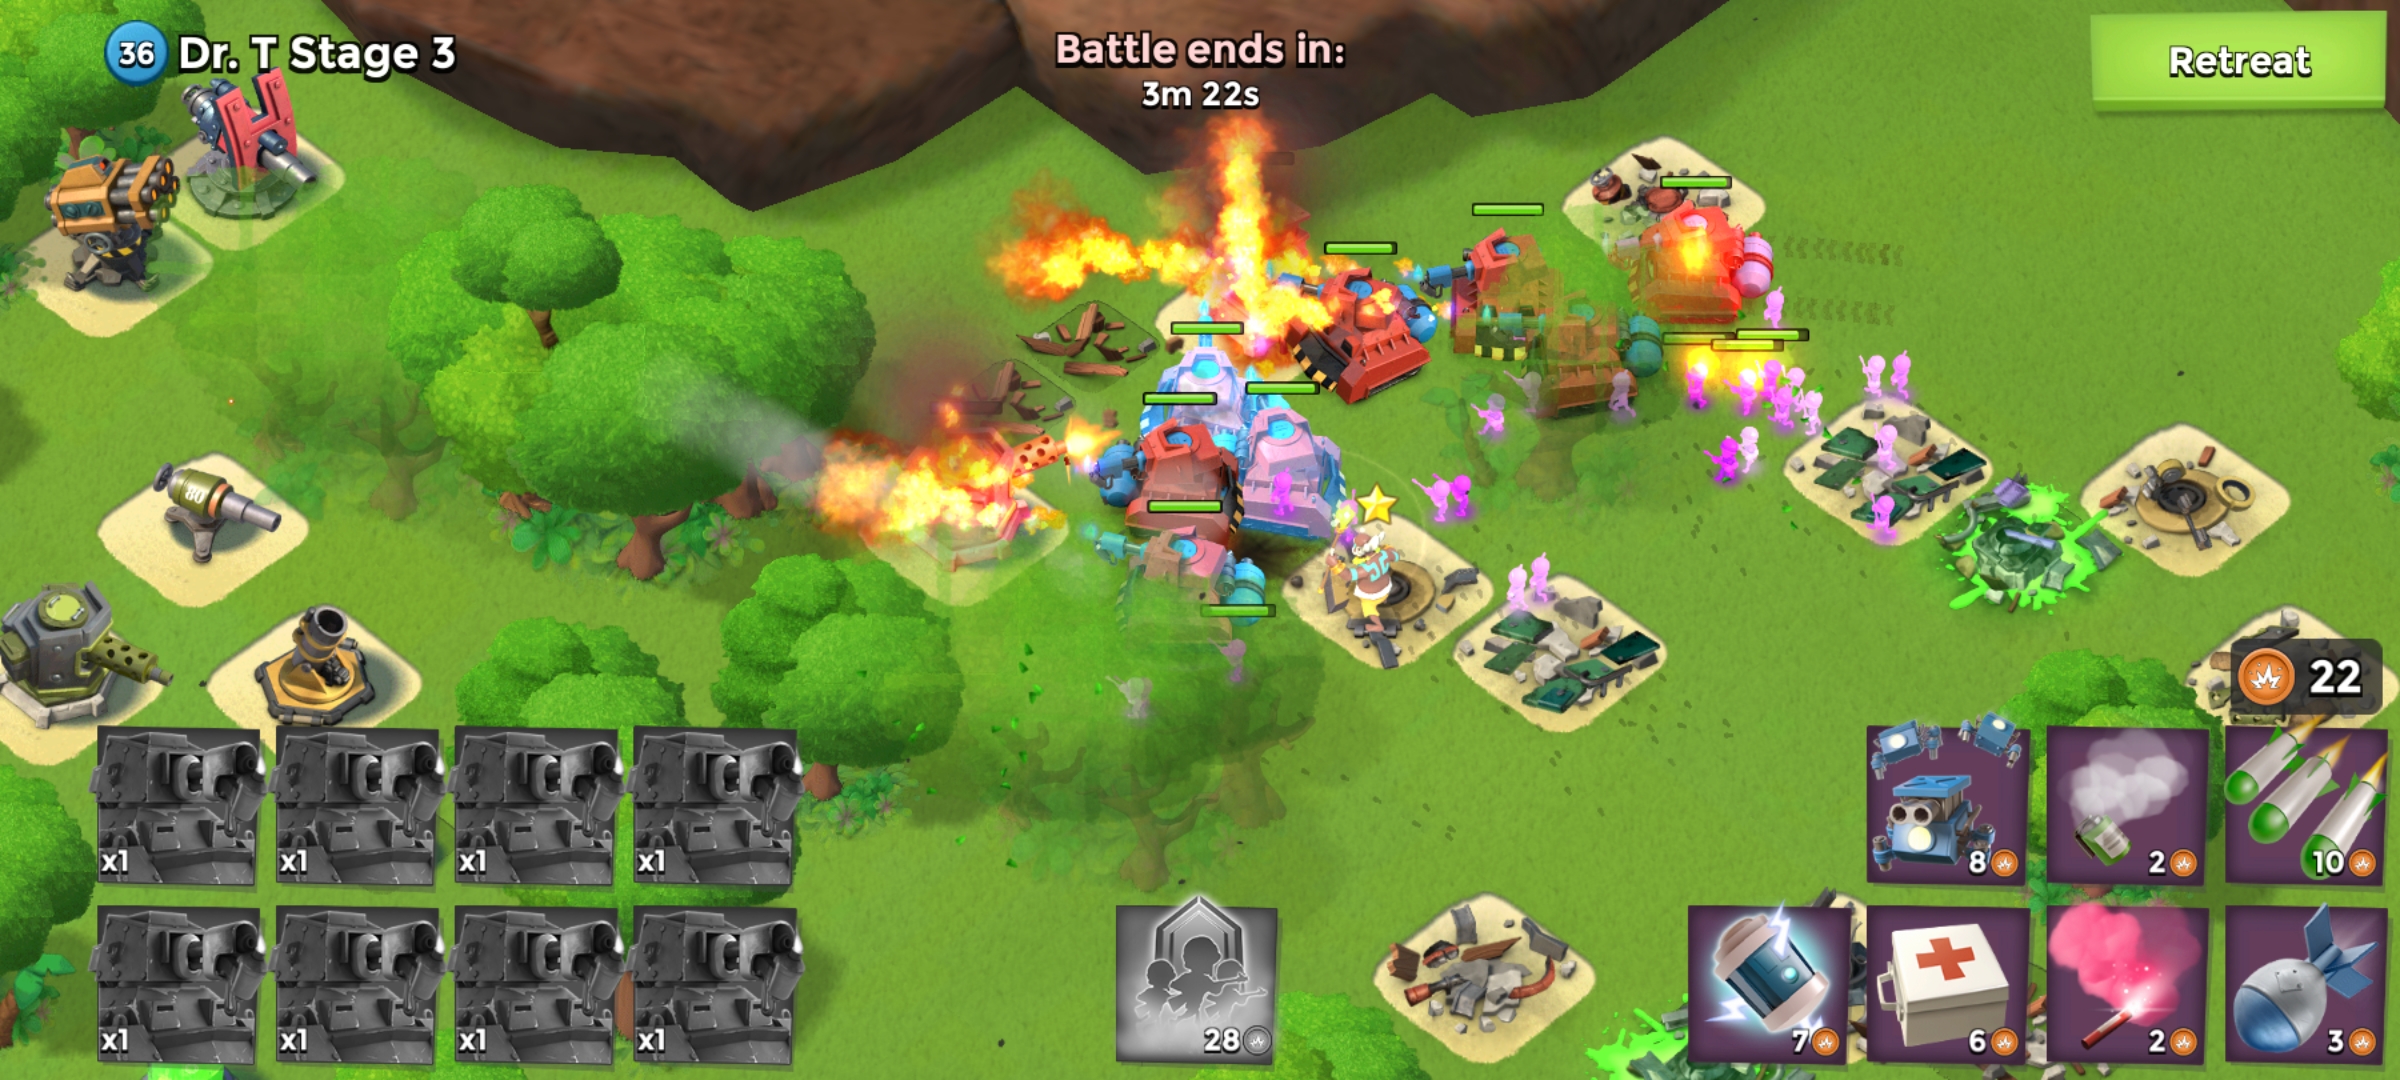 36 Dr. T Stage 3
Battle ends in:
3m 22s
Retreat
80
22
x1 x1 x1 x1
8 2 10
x1 x1 x1 x1
28
7 6 2 3